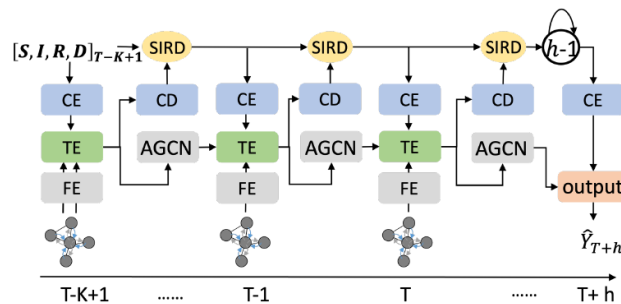 [S, I, R, D]_{T-K+1} SIRD SIRD SIRD h-1
CE CD CE CD CE CD CE
TE AGCN TE AGCN TE AGCN
FE FE FE output
Ŷ_{T+h}
T-K+1 ...... T-1 T ...... T+ h